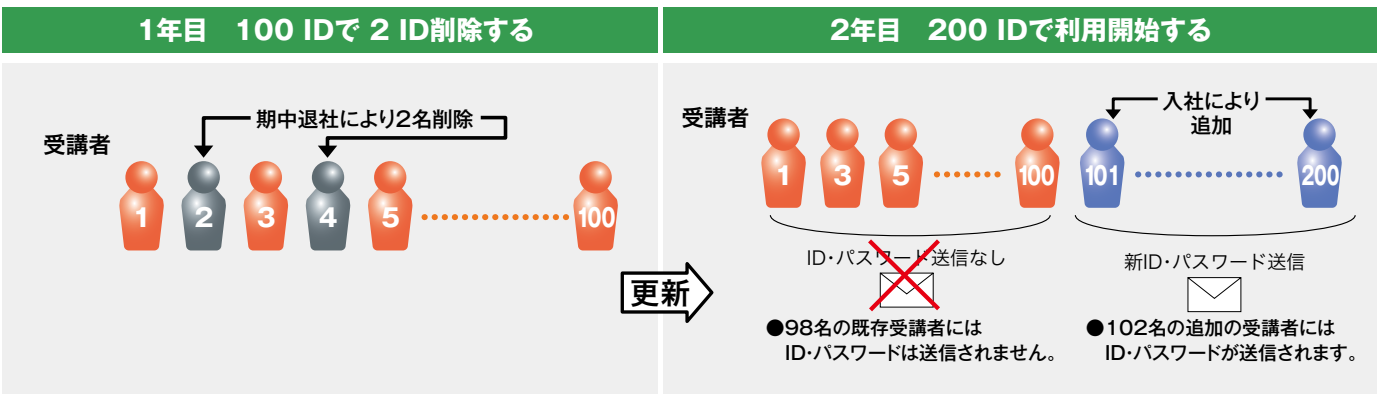 1年目 100 IDで 2 ID削除する
期中退社により2名削除
受講者
1 2 3 4 5 100
更新
2年目 200 IDで利用開始する
入社により
追加
受講者
1 3 5 100 101 200
ID・パスワード送信なし
●98名の既存受講者には
ID・パスワードは送信されません。
新ID・パスワード送信
●102名の追加の受講者には
ID・パスワードが送信されます。